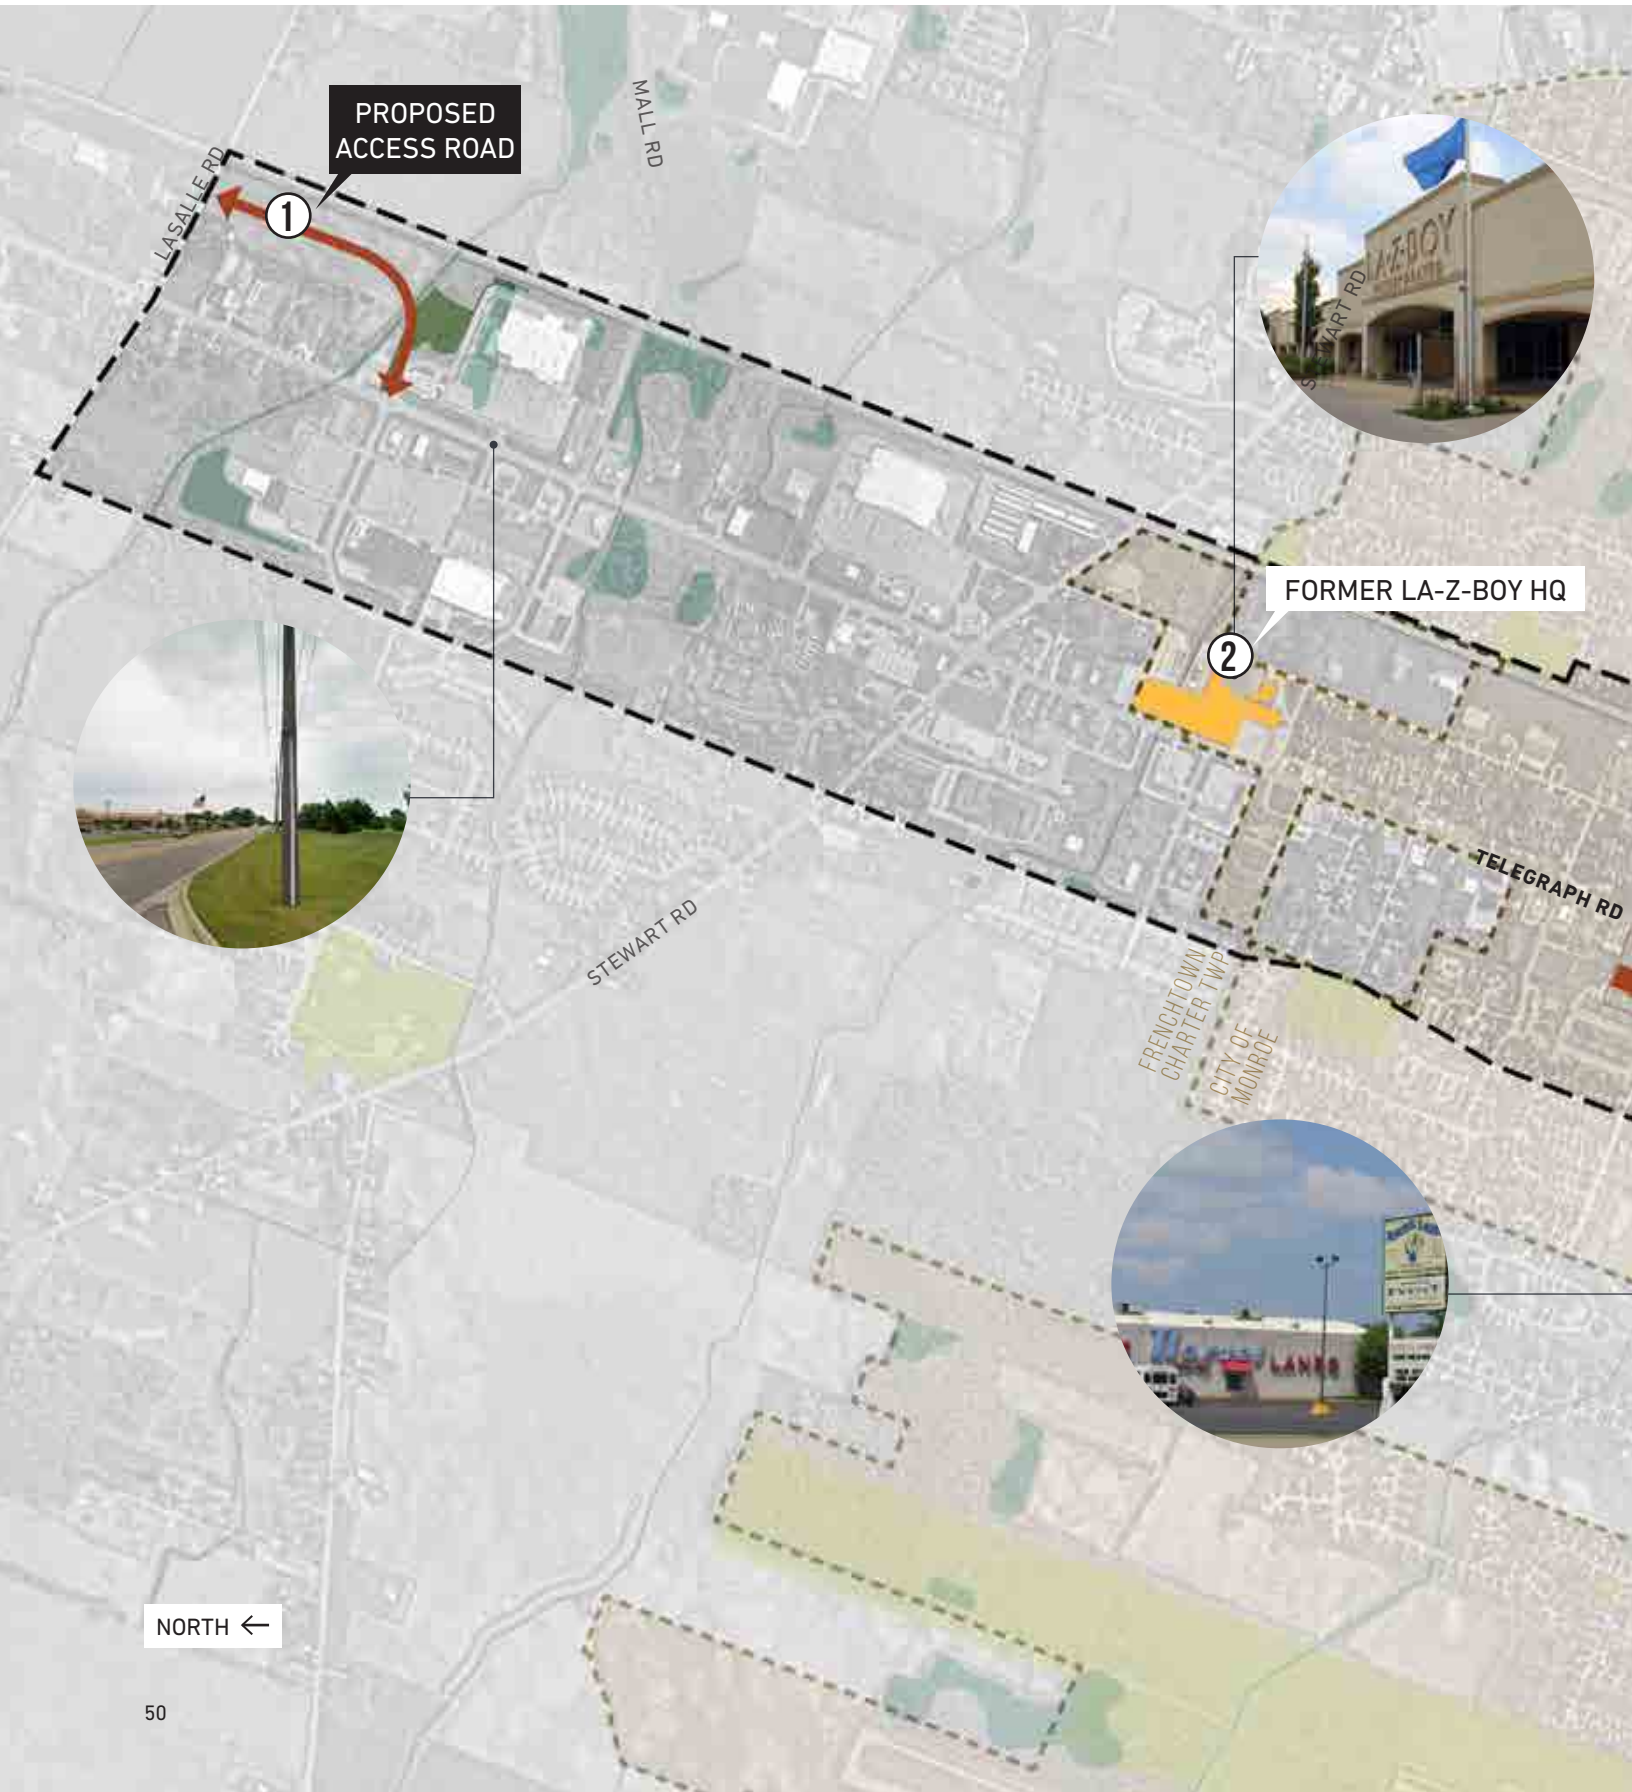 PROPOSED
ACCESS ROAD
MALL RD
LASALLE RD
1
LA-Z-BOY
STEWART RD
FORMER LA-Z-BOY HQ
2
TELEGRAPH RD
STEWART RD
FRENCHTOWN
CHARTER TWP
CITY OF
MONROE
LANES
NORTH ←
50